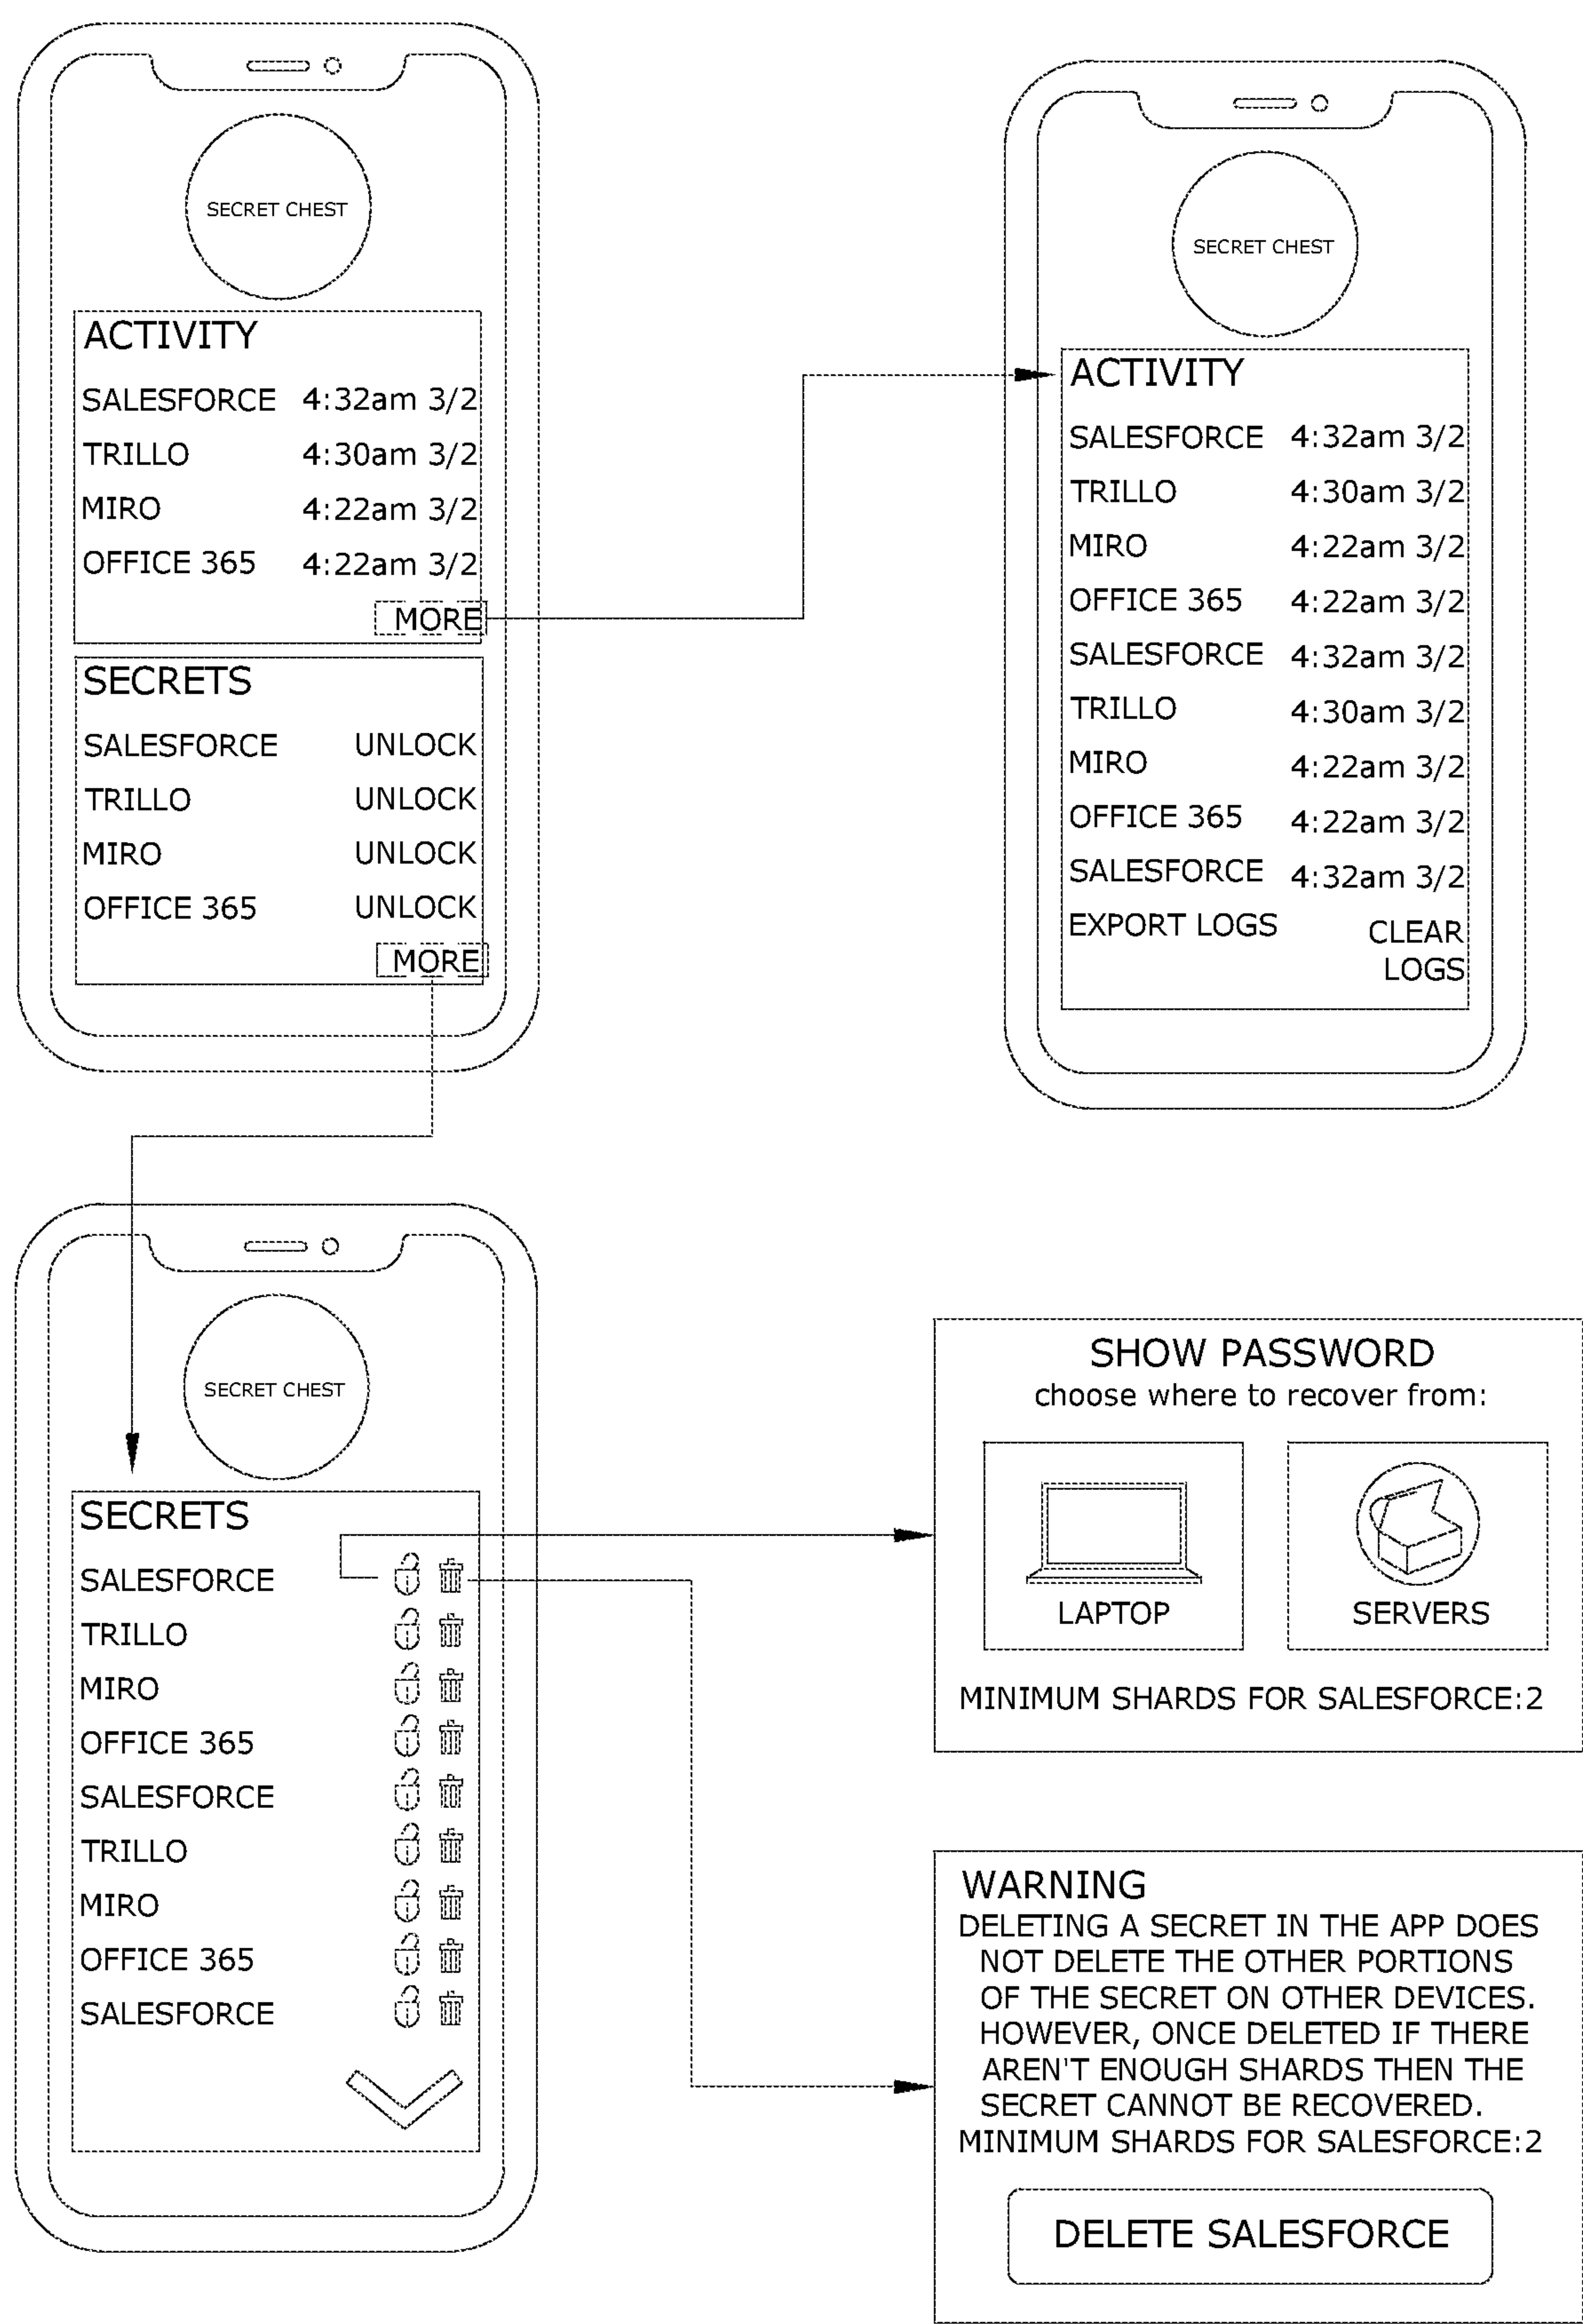 SECRET CHEST
ACTIVITY
SALESFORCE 4:32am 3/2
TRILLO 4:30am 3/2
MIRO 4:22am 3/2
OFFICE 365 4:22am 3/2
MORE
SECRETS
SALESFORCE UNLOCK
TRILLO UNLOCK
MIRO UNLOCK
OFFICE 365 UNLOCK
MORE
SECRET CHEST
ACTIVITY
SALESFORCE 4:32am 3/2
TRILLO 4:30am 3/2
MIRO 4:22am 3/2
OFFICE 365 4:22am 3/2
SALESFORCE 4:32am 3/2
TRILLO 4:30am 3/2
MIRO 4:22am 3/2
OFFICE 365 4:22am 3/2
SALESFORCE 4:32am 3/2
EXPORT LOGS CLEAR
LOGS
SECRET CHEST
SECRETS
SALESFORCE
TRILLO
MIRO
OFFICE 365
SALESFORCE
TRILLO
MIRO
OFFICE 365
SALESFORCE
SHOW PASSWORD
choose where to recover from:
LAPTOP SERVERS
MINIMUM SHARDS FOR SALESFORCE:2
WARNING
DELETING A SECRET IN THE APP DOES
NOT DELETE THE OTHER PORTIONS
OF THE SECRET ON OTHER DEVICES.
HOWEVER, ONCE DELETED IF THERE
AREN'T ENOUGH SHARDS THEN THE
SECRET CANNOT BE RECOVERED.
MINIMUM SHARDS FOR SALESFORCE:2
DELETE SALESFORCE